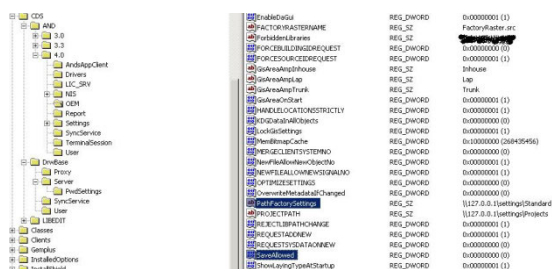 CDS
AND
3.0
3.3
4.0
AndsAppClient
Drivers
LIC_SRV
NIS
OEM
Report
Settings
SyncService
TerminalSession
User
DrwBase
Proxy
Server
PwdSettings
SyncService
User
LIBEDIT
Classes
Clients
Gemplus
InstalledOptions
EnableDaGui REG_DWORD 0x00000001 (1)
FACTORYRASTERNAME REG_SZ FactoryRaster.src
ForbiddenLibraries REG_SZ
FORCEBUILDINGIDREQUEST REG_DWORD 0x00000000 (0)
FORCESOURCEIDREQUEST REG_DWORD 0x00000001 (1)
GisAreaAmpInhouse REG_SZ Inhouse
GisAreaAmpLap REG_SZ Lap
GisAreaAmpTrunk REG_SZ Trunk
GisAreaOnStart REG_DWORD 0x00000001 (1)
HANDLELOCATIONSSTRICTLY REG_DWORD 0x00000001 (1)
KDGDataInAllObjects REG_DWORD 0x00000000 (0)
LockGisSettings REG_DWORD 0x00000001 (1)
MemBitmapCache REG_DWORD 0x10000000 (268435456)
MERGECLIENTSYSTEMNO REG_DWORD 0x00000000 (0)
NewFileAllowNewObjectNo REG_DWORD 0x00000001 (1)
NEWFILEALLOWNEWSIGNALNO REG_DWORD 0x00000001 (1)
OPTIMIZESETTINGS REG_DWORD 0x00000000 (0)
OverwriteMetadataIfChanged REG_DWORD 0x00000000 (0)
PathFactorySettings REG_SZ \\127.0.0.1\settings\Standard
PROJECTPATH REG_SZ \\127.0.0.1\settings\Projects
REJECTLIBPATHCHANGE REG_DWORD 0x00000001 (1)
REQUESTADDNEW REG_DWORD 0x00000001 (1)
REQUESTSYSDATAONNEW REG_DWORD 0x00000000 (0)
SaveAllowed REG_DWORD 0x00000000 (0)
ShowLayingTypeAtStartup REG_DWORD 0x00000001 (1)